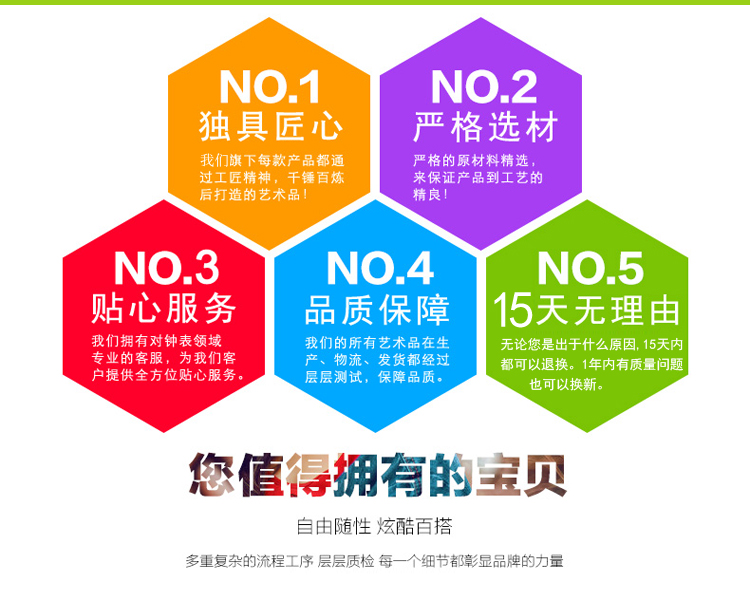 NO.1
独具匠心
我们旗下每款产品都通
过工匠精神，千锤百炼
后打造的艺术品！
NO.2
严格选材
严格的原材料精选，
来保证产品到工艺的
精良！
NO.3
贴心服务
我们拥有对钟表领域
专业的客服，为我们客
户提供全方位贴心服务。
NO.4
品质保障
我们的所有艺术品在生
产、物流、发货都经过
层层测试，保障品质。
NO.5
15天无理由
无论您是出于什么原因，15天内
都可以退换。1年内有质量问题
也可以换新。
您值得拥有的宝贝
自由随性 炫酷百搭
多重复杂的流程工序 层层质检 每一个细节都彰显品牌的力量